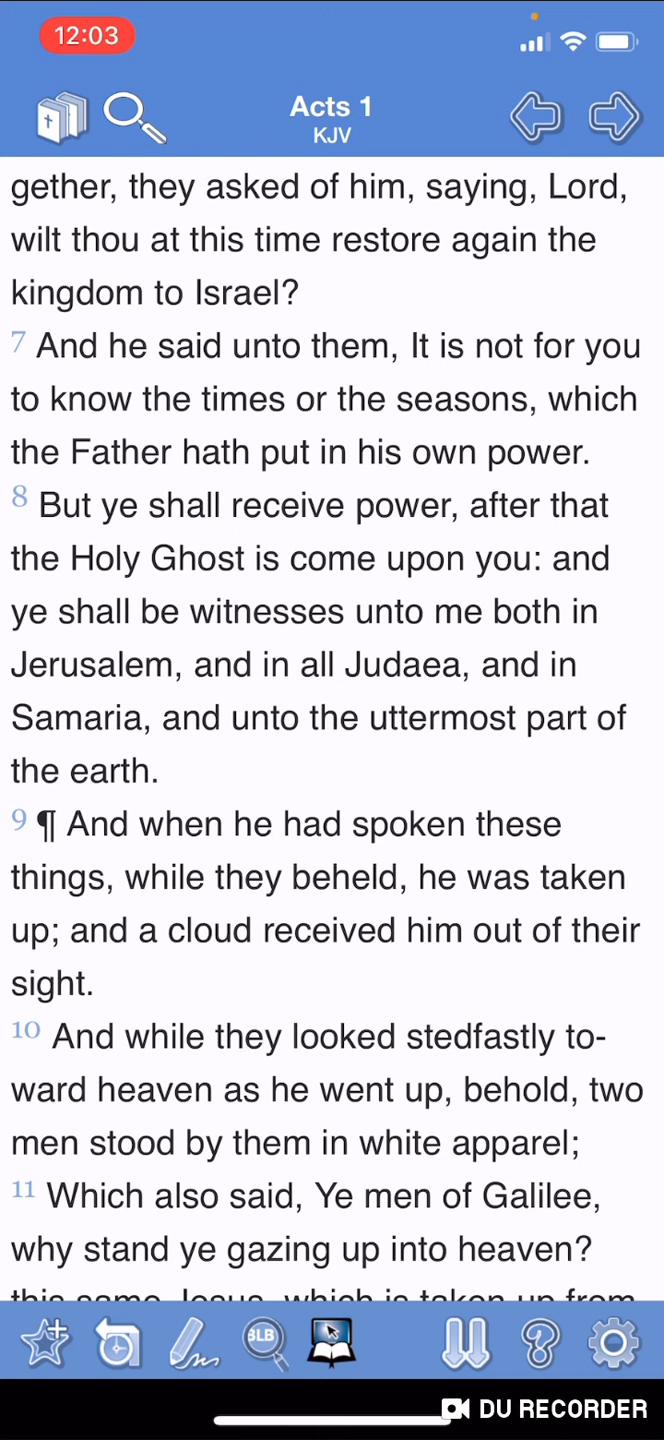 12:03
Acts 1
KJV
gether, they asked of him, saying, Lord,
wilt thou at this time restore again the
kingdom to Israel?
7 And he said unto them, It is not for you
to know the times or the seasons, which
the Father hath put in his own power.
8 But ye shall receive power, after that
the Holy Ghost is come upon you: and
ye shall be witnesses unto me both in
Jerusalem, and in all Judaea, and in
Samaria, and unto the uttermost part of
the earth.
9 ¶ And when he had spoken these
things, while they beheld, he was taken
up; and a cloud received him out of their
sight.
10 And while they looked stedfastly to-
ward heaven as he went up, behold, two
men stood by them in white apparel;
11 Which also said, Ye men of Galilee,
why stand ye gazing up into heaven?
this same Jesus, which is taken up from
BLB
DU RECORDER